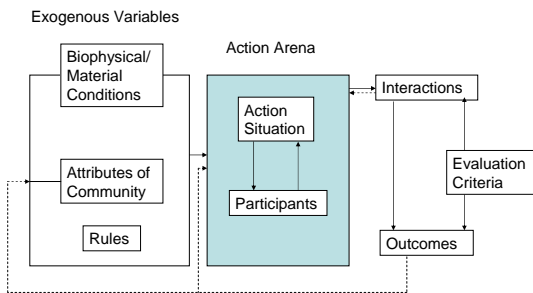 Exogenous Variables
Biophysical/
Material
Conditions
Attributes of
Community
Rules
Action Arena
Action
Situation
Participants
Interactions
Evaluation
Criteria
Outcomes